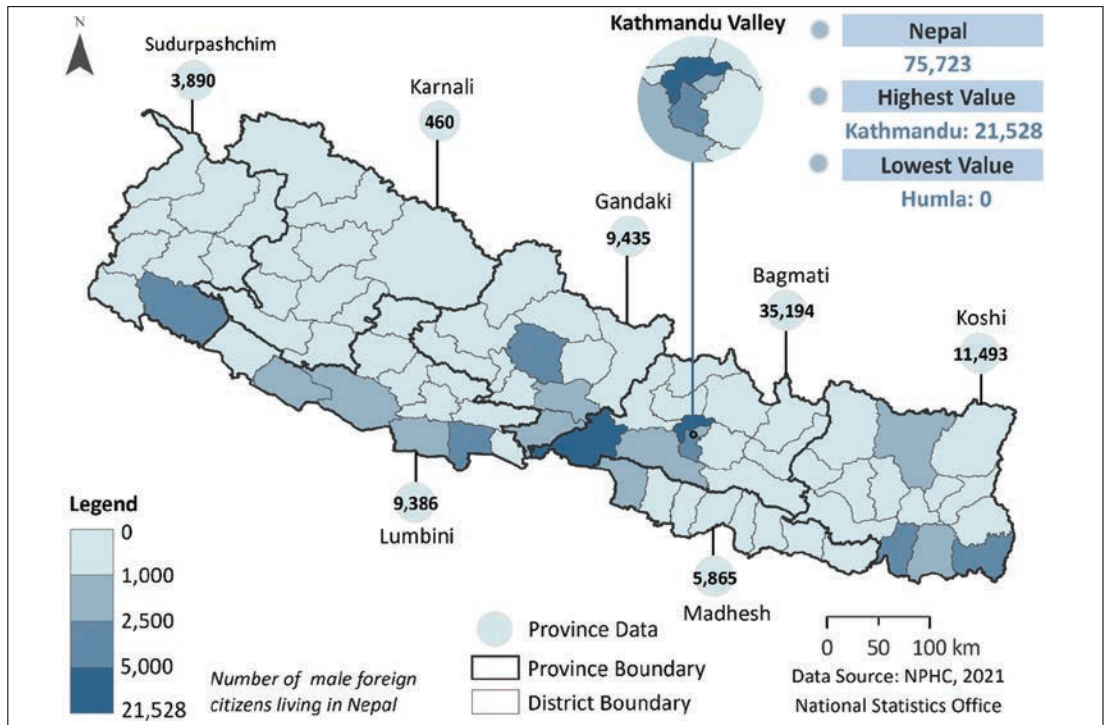 N
Kathmandu Valley
Nepal
75,723
Highest Value
Kathmandu: 21,528
Lowest Value
Humla: 0
Sudurpashchim
3,890
Karnali
460
Gandaki
9,435
Bagmati
35,194
Koshi
11,493
9,386
Lumbini
5,865
Madhesh
Legend
0
1,000
2,500
5,000
21,528
Number of male foreign
citizens living in Nepal
Province Data
Province Boundary
District Boundary
0 50 100 km
Data Source: NPHC, 2021
National Statistics Office